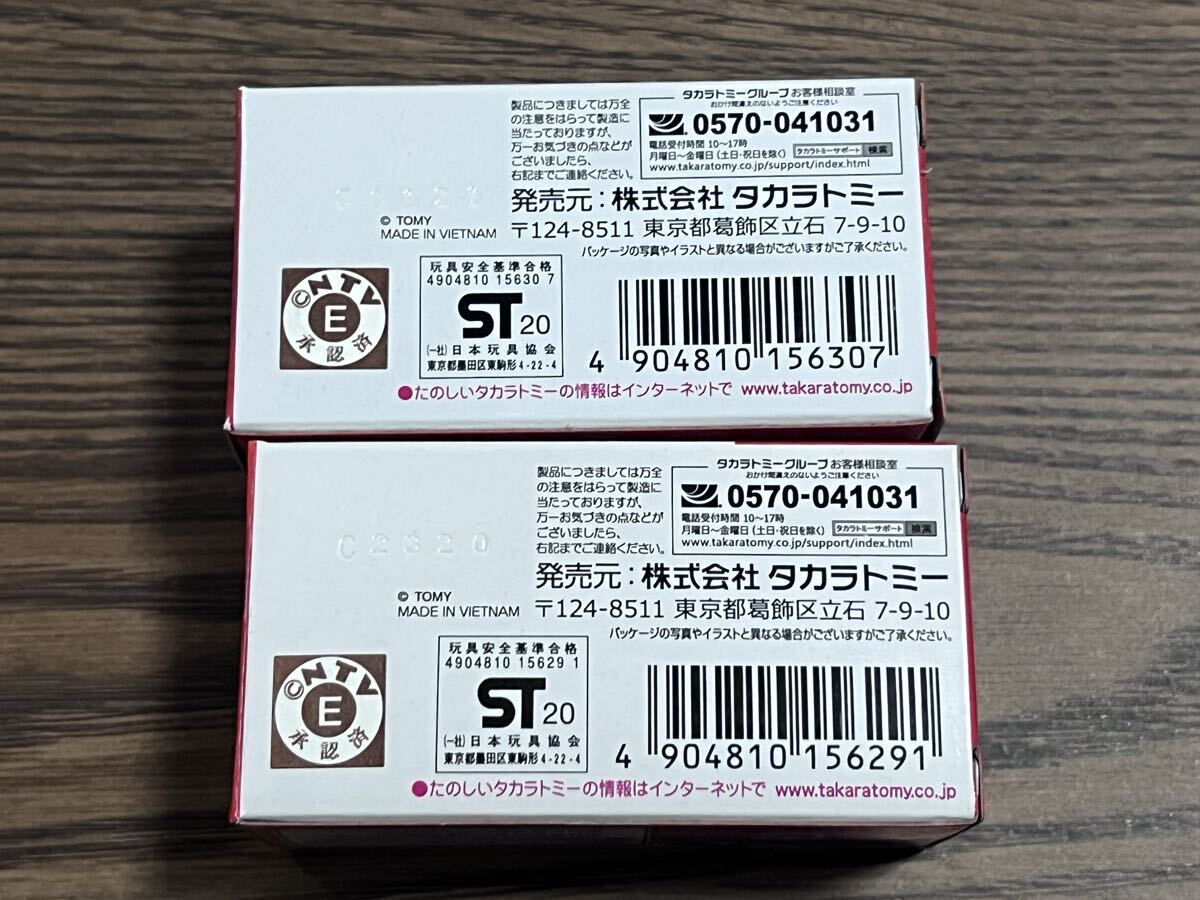 製品につきましては万全
の注意をはらって製造に
当たっておりますが、
万一お気づきの点などが
ございましたら、
右記までご連絡ください。
タカラトミーグループ お客様相談室
おかけ間違えのないようご注意ください
0570-041031
電話受付時間 10〜17時
月曜日〜金曜日(土日・祝日を除く) タカラトミーサポート 検索
www.takaratomy.co.jp/support/index.html
発売元:株式会社 タカラトミー
© TOMY
MADE IN VIETNAM
〒124-8511 東京都葛飾区立石 7-9-10
パッケージの写真やイラストと異なる場合がございますがご了承ください。
©NTV
E
承認済
玩具安全基準合格
4904810 15630 7
ST20
(一社)日本玩具協会
東京都墨田区東駒形4-22-4
4 904810 156307
●たのしいタカラトミーの情報はインターネットで www.takaratomy.co.jp
製品につきましては万全
の注意をはらって製造に
当たっておりますが、
万一お気づきの点などが
ございましたら、
右記までご連絡ください。
タカラトミーグループ お客様相談室
おかけ間違えのないようご注意ください
0570-041031
電話受付時間 10〜17時
月曜日〜金曜日(土日・祝日を除く) タカラトミーサポート 検索
www.takaratomy.co.jp/support/index.html
発売元:株式会社 タカラトミー
© TOMY
MADE IN VIETNAM
〒124-8511 東京都葛飾区立石 7-9-10
パッケージの写真やイラストと異なる場合がございますがご了承ください。
©NTV
E
承認済
玩具安全基準合格
4904810 15629 1
ST20
(一社)日本玩具協会
東京都墨田区東駒形4-22-4
4 904810 156291
●たのしいタカラトミーの情報はインターネットで www.takaratomy.co.jp